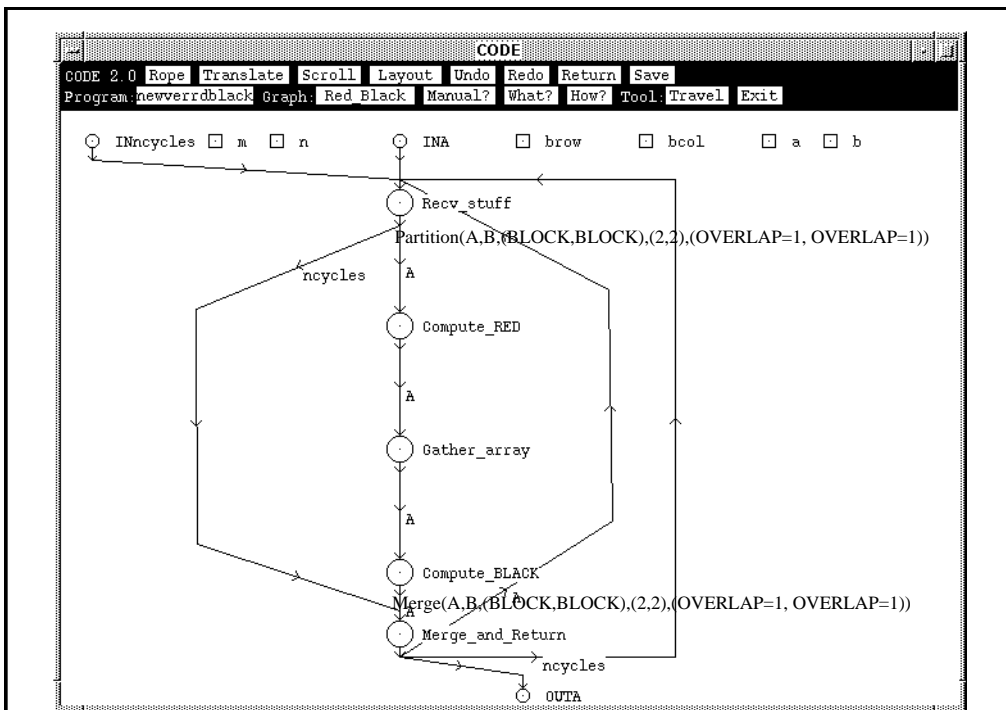 CODE
CODE 2.0 Rope Translate Scroll Layout Undo Redo Return Save
Program: newverrdblack Graph: Red_Black Manual? What? How? Tool: Travel Exit
INncycles m n INA brow bcol a b
Recv_stuff
Partition(A,B,(BLOCK,BLOCK),(2,2),(OVERLAP=1, OVERLAP=1))
ncycles A
Compute_RED
A
Gather_array
A
Compute_BLACK
A
Merge(A,B,(BLOCK,BLOCK),(2,2),(OVERLAP=1, OVERLAP=1))
A
Merge_and_Return
ncycles
OUTA